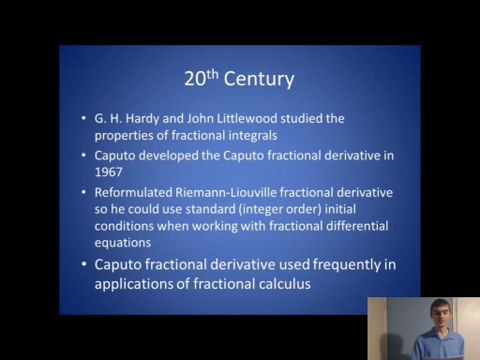 20th Century
• G. H. Hardy and John Littlewood studied the
properties of fractional integrals
• Caputo developed the Caputo fractional derivative in
1967
• Reformulated Riemann-Liouville fractional derivative
so he could use standard (integer order) initial
conditions when working with fractional differential
equations
• Caputo fractional derivative used frequently in
applications of fractional calculus